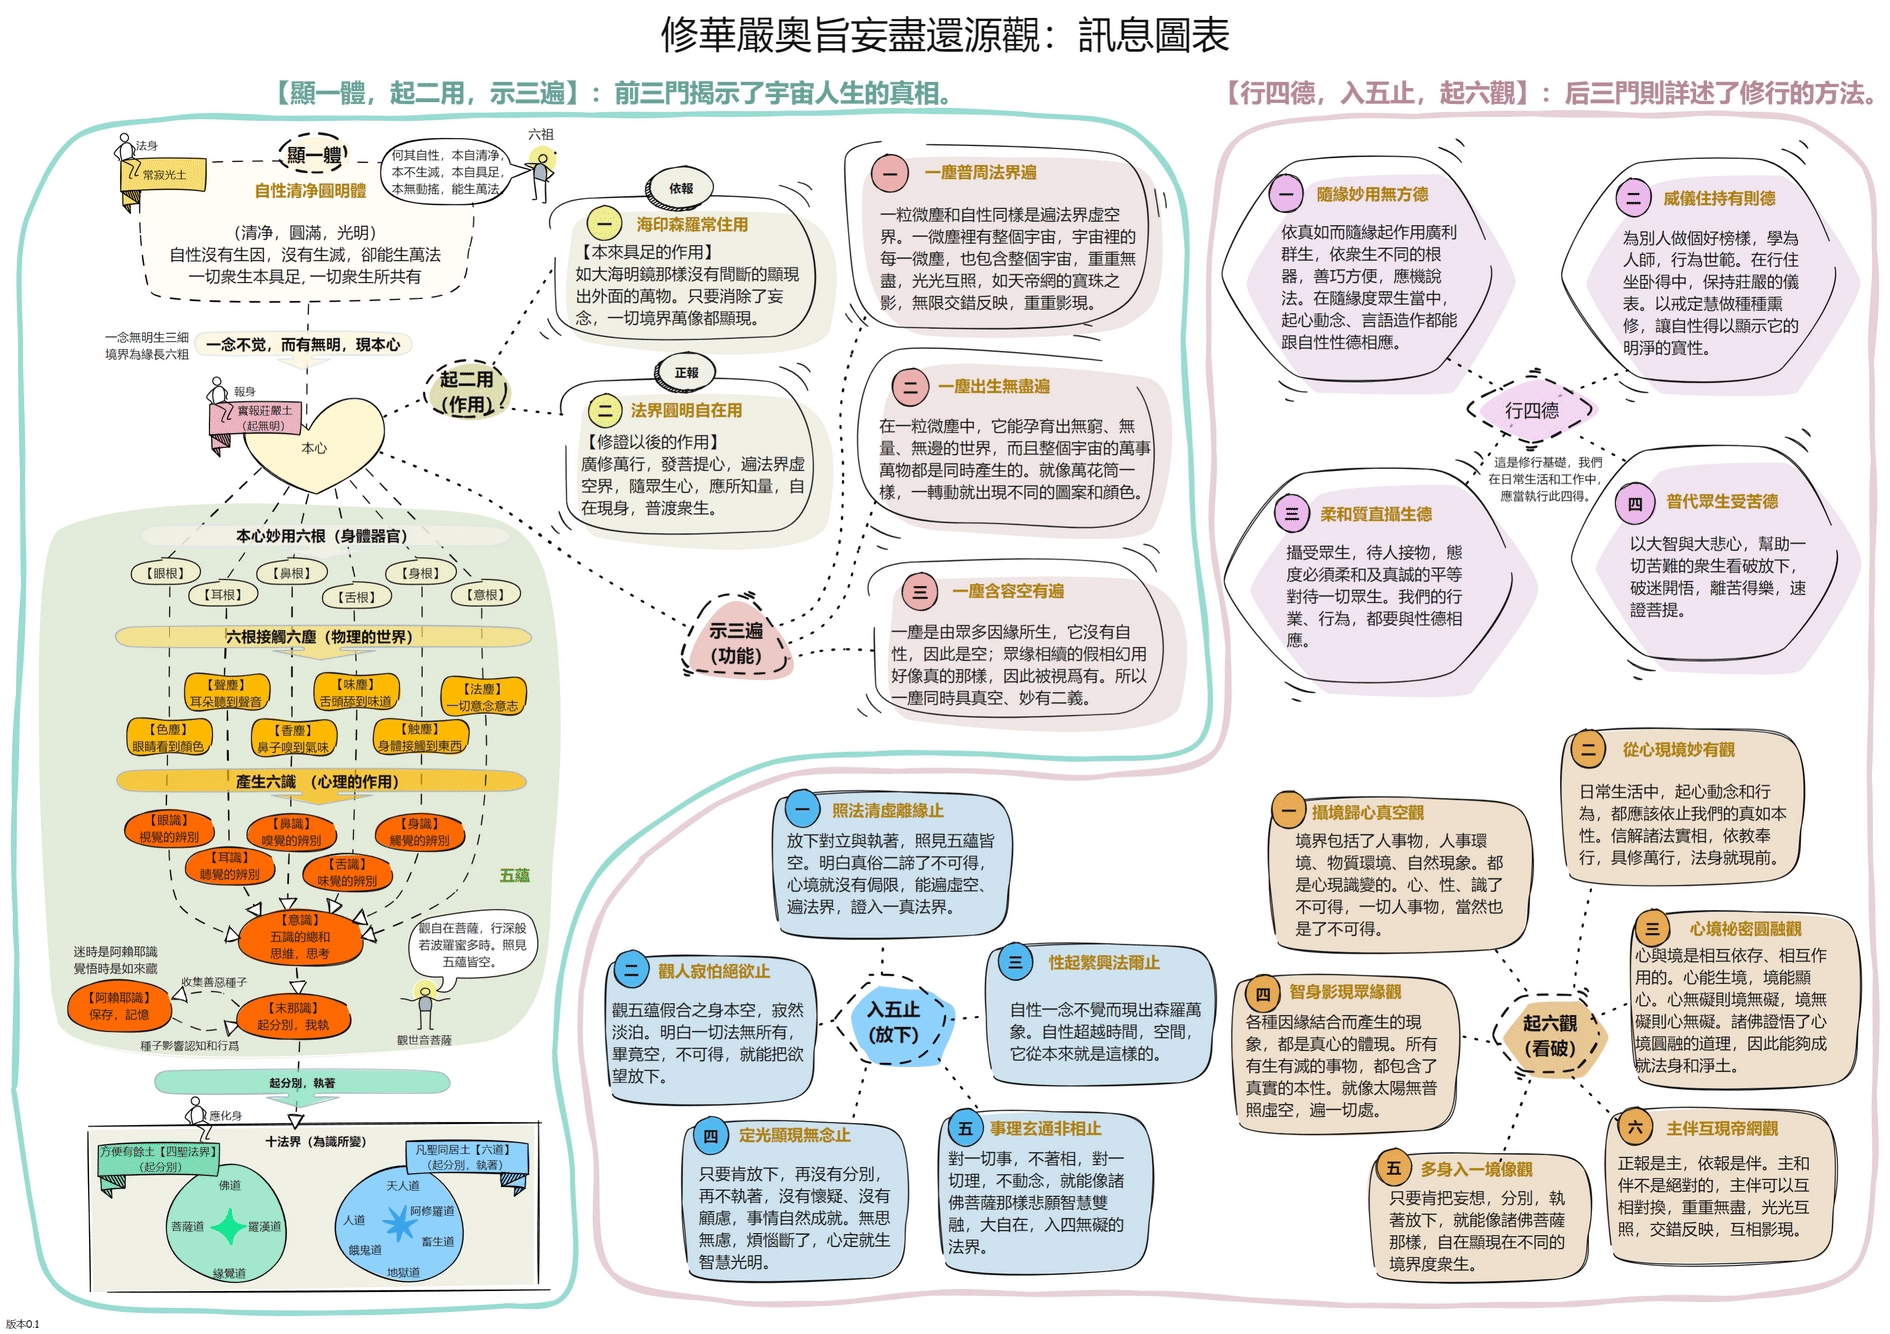 修華嚴奧旨妄盡還源觀：訊息圖表
【顯一體，起二用，示三遍】：前三門揭示了宇宙人生的真相。
法身
常寂光土
顯一體
何其自性，本自清净，
本不生滅，本自具足，
本無動搖，能生萬法。
六祖
自性清净圓明體
（清净，圓滿，光明）
自性沒有生因，沒有生滅，卻能生萬法
一切衆生本具足，一切衆生所共有
一念無明生三細
境界為緣長六粗
一念不觉，而有無明，現本心
報身
實報莊嚴土
（起無明）
本心
起二用
（作用）
依報
一
海印森羅常住用
【本來具足的作用】
如大海明鏡那樣沒有間斷的顯現
出外面的萬物。只要消除了妄
念，一切境界萬像都顯現。
正報
二
法界圓明自在用
【修證以後的作用】
廣修萬行，發菩提心，遍法界虛
空界，隨眾生心，應所知量，自
在現身，普渡衆生。
示三遍
（功能）
一
一塵普周法界遍
一粒微塵和自性同樣是遍法界虛空
界。一微塵裡有整個宇宙，宇宙裡的
每一微塵，也包含整個宇宙，重重無
盡，光光互照，如天帝網的寶珠之
影，無限交錯反映，重重影現。
二
一塵出生無盡遍
在一粒微塵中，它能孕育出無窮、無
量、無邊的世界，而且整個宇宙的萬事
萬物都是同時產生的。就像萬花筒一
樣，一轉動就出現不同的圖案和顔色。
三
一塵含容空有遍
一塵是由眾多因緣所生，它沒有自
性，因此是空；眾缘相續的假相幻用
好像真的那樣，因此被視爲有。所以
一塵同時具真空、妙有二義。
本心妙用六根（身體器官）
【眼根】
【耳根】
【鼻根】
【舌根】
【身根】
【意根】
六根接觸六塵（物理的世界）
【聲塵】
耳朵聽到聲音
【味塵】
舌頭舔到味道
【法塵】
一切意念意志
【色塵】
眼睛看到顏色
【香塵】
鼻子嗅到氣味
【触塵】
身體接觸到東西
產生六識 （心理的作用）
【眼識】
視覺的辨別
【鼻識】
嗅覺的辨別
【身識】
觸覺的辨別
【耳識】
聽覺的辨別
【舌識】
味覺的辨別
五蘊
【意識】
五識的總和
思維，思考
觀自在菩薩，行深般
若波羅蜜多時。照見
五蘊皆空。
觀世音菩薩
迷時是阿賴耶識
覺悟時是如來藏
收集善惡種子
【阿賴耶識】
保存，記憶
【末那識】
起分別，我執
種子影響認知和行爲
起分別，執著
應化身
十法界（為識所變）
方便有餘土【四聖法界】
（起分別）
佛道
菩薩道
羅漢道
緣覺道
凡聖同居土【六道】
（起分別，執著）
天人道
人道
阿修羅道
餓鬼道
畜生道
地獄道
版本0.1
【行四德，入五止，起六觀】：后三門則詳述了修行的方法。
一
隨緣妙用無方德
依真如而隨緣起作用廣利
群生，依衆生不同的根
器，善巧方便，應機說
法。在隨緣度眾生當中，
起心動念、言語造作都能
跟自性性德相應。
二
威儀住持有則德
為別人做個好榜樣，學為
人師，行為世範。在行住
坐卧得中，保持莊嚴的儀
表。以戒定慧做種種熏
修，讓自性得以顯示它的
明淨的寶性。
行四德
這是修行基礎，我們
在日常生活和工作中，
應當執行此四得。
三
柔和質直攝生德
攝受眾生，待人接物，態
度必須柔和及真誠的平等
對待一切眾生。我們的行
業、行為，都要與性德相
應。
四
普代眾生受苦德
以大智與大悲心，幫助一
切苦難的衆生看破放下，
破迷開悟，離苦得樂，速
證菩提。
入五止
（放下）
一
照法清虛離緣止
放下對立與執著，照見五蘊皆
空。明白真俗二諦了不可得，
心境就沒有侷限，能遍虛空、
遍法界，證入一真法界。
二
觀人寂怕絕欲止
觀五蕴假合之身本空，寂然
淡泊。明白一切法無所有，
畢竟空，不可得，就能把欲
望放下。
三
性起繁興法爾止
自性一念不覺而現出森羅萬
象。自性超越時間，空間，
它從本來就是這樣的。
四
定光顯現無念止
只要肯放下，再沒有分別，
再不執著，沒有懷疑、沒有
顧慮，事情自然成就。無思
無慮，煩惱斷了，心定就生
智慧光明。
五
事理玄通非相止
對一切事，不著相，對一
切理，不動念，就能像諸
佛菩薩那樣悲願智慧雙
融，大自在，入四無礙的
法界。
起六觀
（看破）
一
攝境歸心真空觀
境界包括了人事物，人事環
境、物質環境、自然現象。都
是心現識變的。心、性、識了
不可得，一切人事物，當然也
是了不可得。
二
從心現境妙有觀
日常生活中，起心動念和行
為，都應該依止我們的真如本
性。信解諸法實相，依教奉
行，具修萬行，法身就現前。
三
心境祕密圓融觀
心與境是相互依存、相互作
用的。心能生境，境能顯
心。心無礙則境無礙，境無
礙則心無礙。諸佛證悟了心
境圓融的道理，因此能夠成
就法身和淨土。
四
智身影現眾緣觀
各種因緣結合而產生的現
象，都是真心的體現。所有
有生有滅的事物，都包含了
真實的本性。就像太陽無普
照虛空，遍一切處。
五
多身入一境像觀
只要肯把妄想，分別，執
著放下，就能像諸佛菩薩
那樣，自在顯現在不同的
境界度衆生。
六
主伴互現帝網觀
正報是主，依報是伴。主和
伴不是絕對的，主伴可以互
相對換，重重無盡，光光互
照，交錯反映，互相影現。